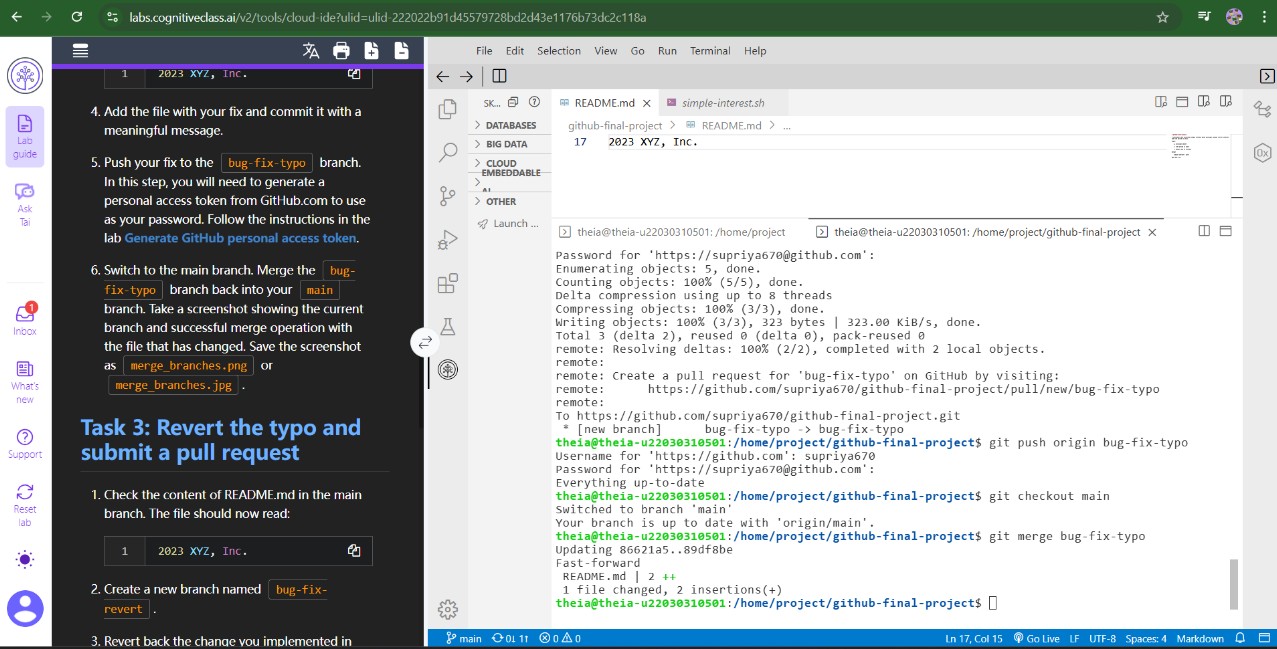 labs.cognitiveclass.ai/v2/tools/cloud-ide?ulid=ulid-222022b91d45579728bd2d43e1176b73dc2c118a
Lab
guide
Ask
Tai
1
Inbox
What's
new
Support
Reset
lab
1 2023 XYZ, Inc.
4. Add the file with your fix and commit it with a
meaningful message.
5. Push your fix to the bug-fix-typo branch.
In this step, you will need to generate a
personal access token from GitHub.com to use
as your password. Follow the instructions in the
lab Generate GitHub personal access token.
6. Switch to the main branch. Merge the bug-
fix-typo branch back into your main
branch. Take a screenshot showing the current
branch and successful merge operation with
the file that has changed. Save the screenshot
as merge_branches.png or
merge_branches.jpg .
Task 3: Revert the typo and
submit a pull request
1. Check the content of README.md in the main
branch. The file should now read:
1 2023 XYZ, Inc.
2. Create a new branch named bug-fix-
revert .
3. Revert back the change you implemented in
File Edit Selection View Go Run Terminal Help
SK...
DATABASES
BIG DATA
CLOUD
EMBEDDABLE
AI
OTHER
Launch ...
README.md simple-interest.sh
github-final-project > README.md > ...
17 2023 XYZ, Inc.
theia@theia-u22030310501: /home/project theia@theia-u22030310501: /home/project/github-final-project
Password for 'https://supriya670@github.com':
Enumerating objects: 5, done.
Counting objects: 100% (5/5), done.
Delta compression using up to 8 threads
Compressing objects: 100% (3/3), done.
Writing objects: 100% (3/3), 323 bytes | 323.00 KiB/s, done.
Total 3 (delta 2), reused 0 (delta 0), pack-reused 0
remote: Resolving deltas: 100% (2/2), completed with 2 local objects.
remote:
remote: Create a pull request for 'bug-fix-typo' on GitHub by visiting:
remote: https://github.com/supriya670/github-final-project/pull/new/bug-fix-typo
remote:
To https://github.com/supriya670/github-final-project.git
* [new branch] bug-fix-typo -> bug-fix-typo
theia@theia-u22030310501:/home/project/github-final-project$ git push origin bug-fix-typo
Username for 'https://github.com': supriya670
Password for 'https://supriya670@github.com':
Everything up-to-date
theia@theia-u22030310501:/home/project/github-final-project$ git checkout main
Switched to branch 'main'
Your branch is up to date with 'origin/main'.
theia@theia-u22030310501:/home/project/github-final-project$ git merge bug-fix-typo
Updating 86621a5..89df8be
Fast-forward
README.md | 2 ++
1 file changed, 2 insertions(+)
theia@theia-u22030310501:/home/project/github-final-project$
main 0↓ 1↑ 0 0 Ln 17, Col 15 Go Live LF UTF-8 Spaces: 4 Markdown
0x